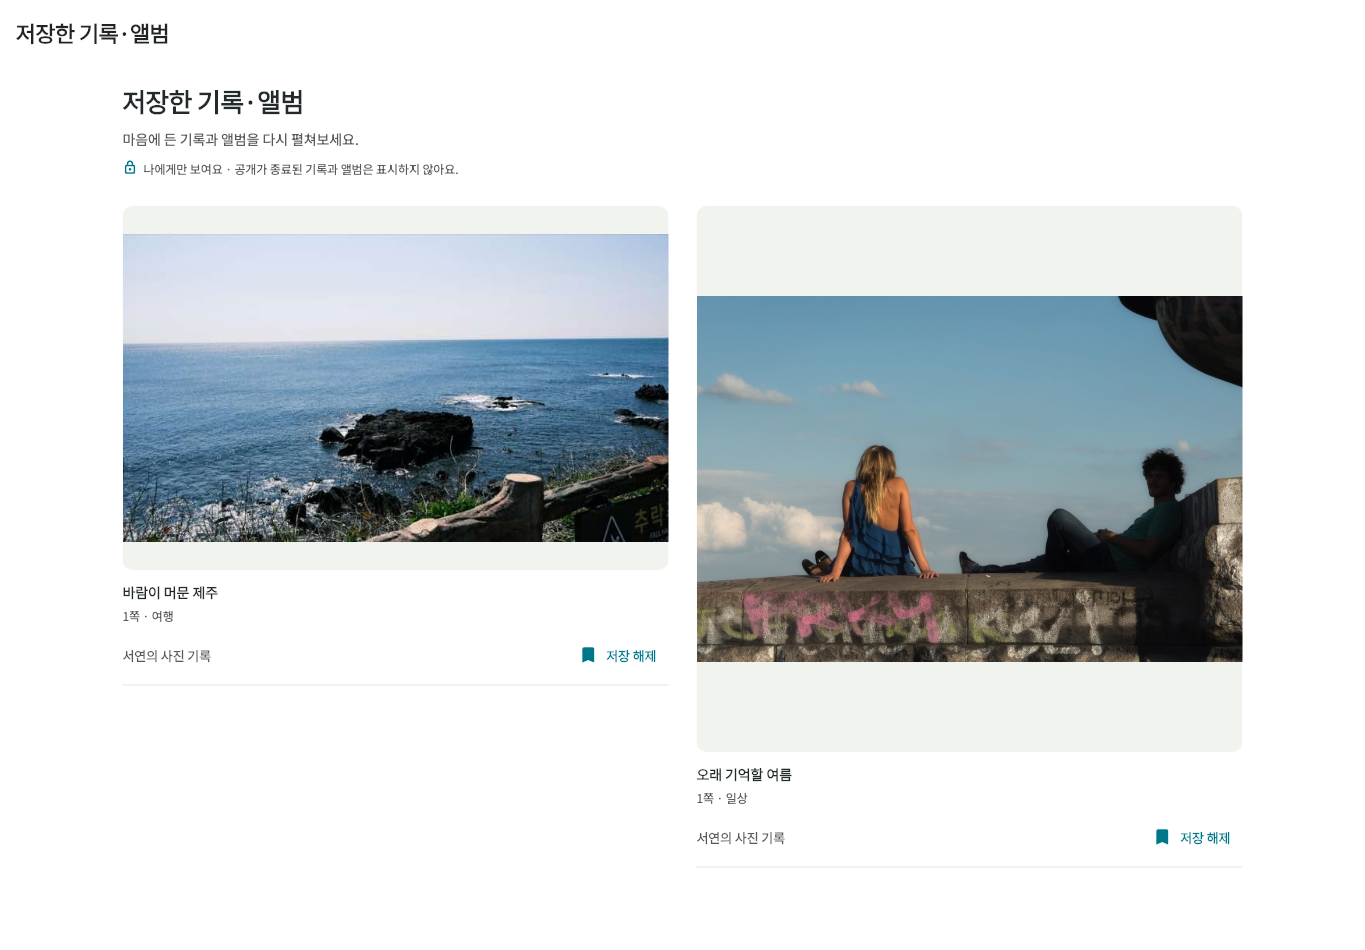 저장한 기록·앨범
저장한 기록·앨범
마음에 든 기록과 앨범을 다시 펼쳐보세요.
나에게만 보여요 · 공개가 종료된 기록과 앨범은 표시하지 않아요.
추락
바람이 머문 제주
1쪽 · 여행
서연의 사진 기록
저장 해제
오래 기억할 여름
1쪽 · 일상
서연의 사진 기록
저장 해제